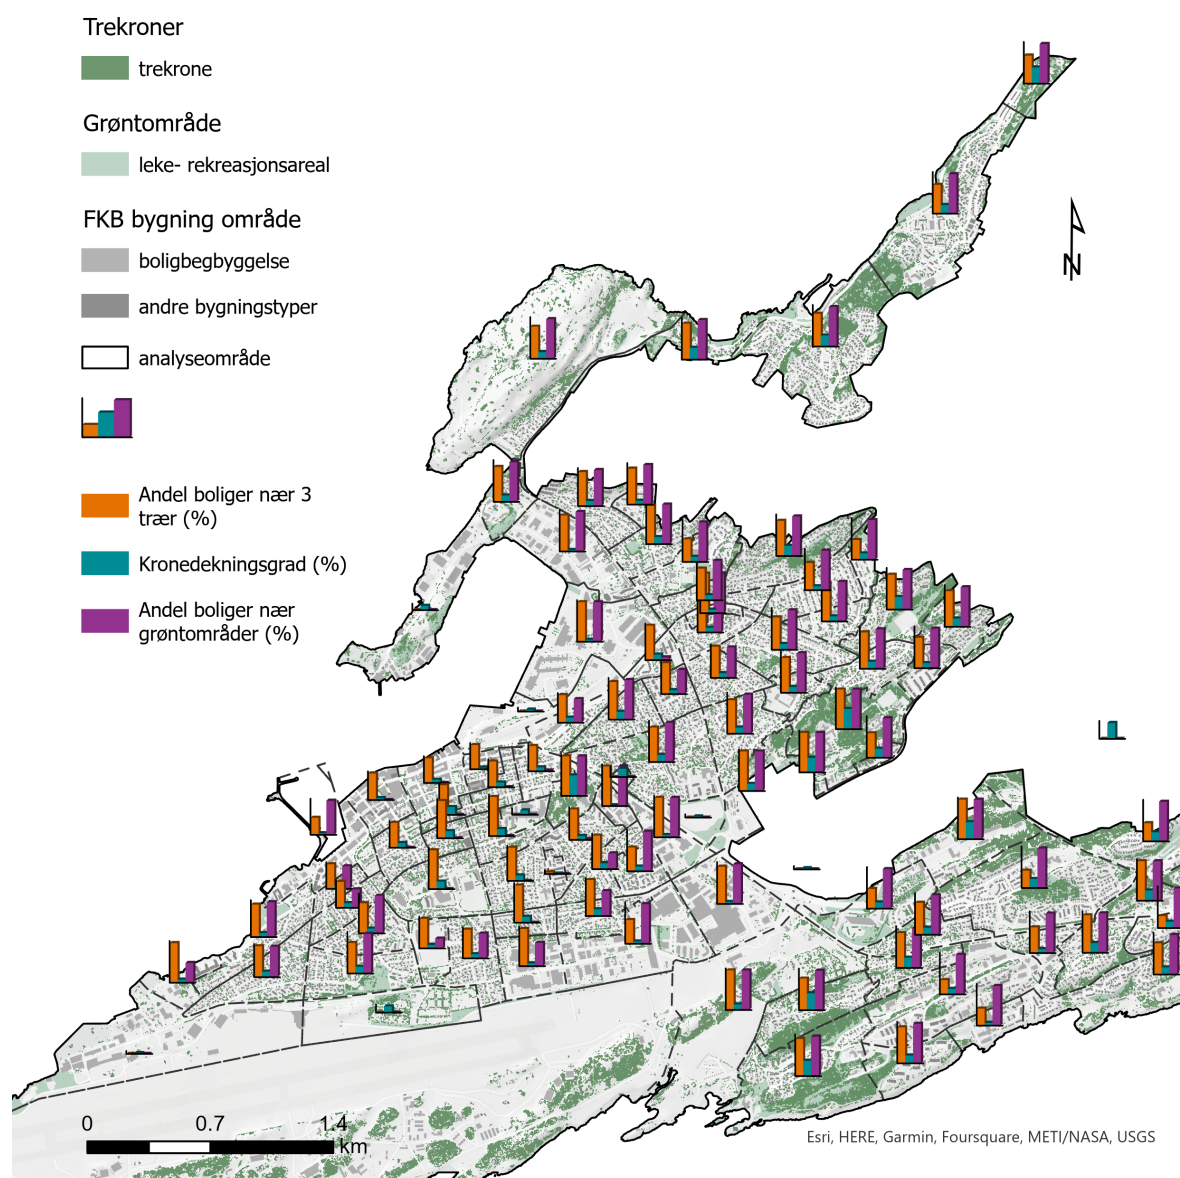 Trekroner
trekrone
Grøntområde
leke- rekreasjonsareal
FKB bygning område
boligbegbyggelse
andre bygningstyper
analyseområde
Andel boliger nær 3
trær (%)
Kronedekningsgrad (%)
Andel boliger nær
grøntområder (%)
N
0 0.7 1.4
km
Esri, HERE, Garmin, Foursquare, METI/NASA, USGS